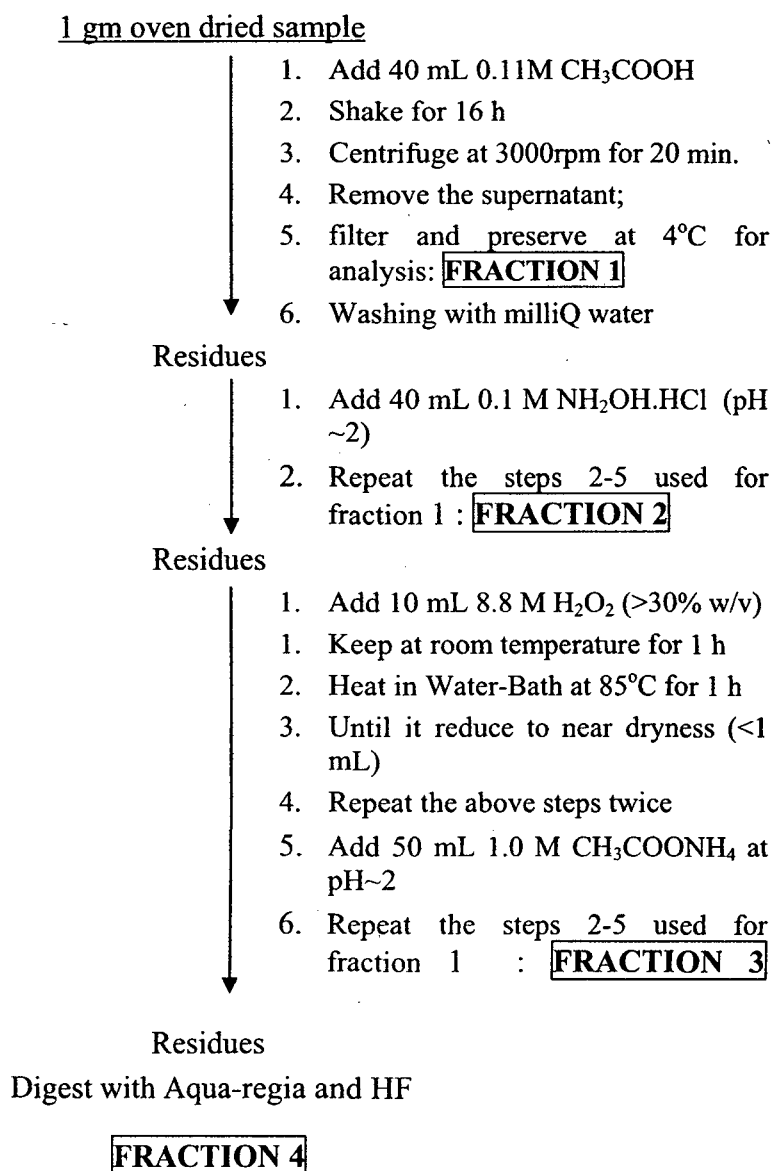 1 gm oven dried sample
1. Add 40 mL 0.11M CH₃COOH
2. Shake for 16 h
3. Centrifuge at 3000rpm for 20 min.
4. Remove the supernatant;
5. filter and preserve at 4°C for
analysis: FRACTION 1
6. Washing with milliQ water
Residues
1. Add 40 mL 0.1 M NH₂OH.HCl (pH
~2)
2. Repeat the steps 2-5 used for
fraction 1 : FRACTION 2
Residues
1. Add 10 mL 8.8 M H₂O₂ (>30% w/v)
1. Keep at room temperature for 1 h
2. Heat in Water-Bath at 85°C for 1 h
3. Until it reduce to near dryness (<1
mL)
4. Repeat the above steps twice
5. Add 50 mL 1.0 M CH₃COONH₄ at
pH~2
6. Repeat the steps 2-5 used for
fraction 1 : FRACTION 3
Residues
Digest with Aqua-regia and HF
FRACTION 4